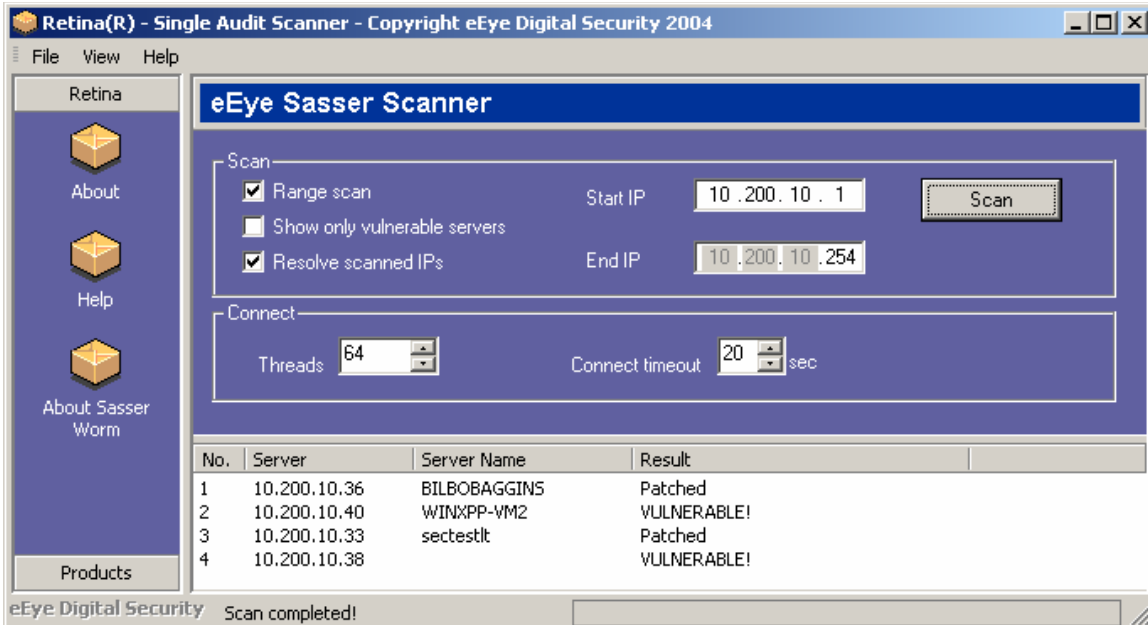 Retina(R) - Single Audit Scanner - Copyright eEye Digital Security 2004
File View Help
Retina
About
Help
About Sasser
Worm
Products
eEye Sasser Scanner
Scan
Range scan
Show only vulnerable servers
Resolve scanned IPs
Start IP 10 .200. 10 . 1
End IP 10 .200. 10 .254
Scan
Connect
Threads 64
Connect timeout 20 sec
No. Server Server Name Result
1 10.200.10.36 BILBOBAGGINS Patched
2 10.200.10.40 WINXPP-VM2 VULNERABLE!
3 10.200.10.33 sectestlt Patched
4 10.200.10.38 VULNERABLE!
eEye Digital Security Scan completed!